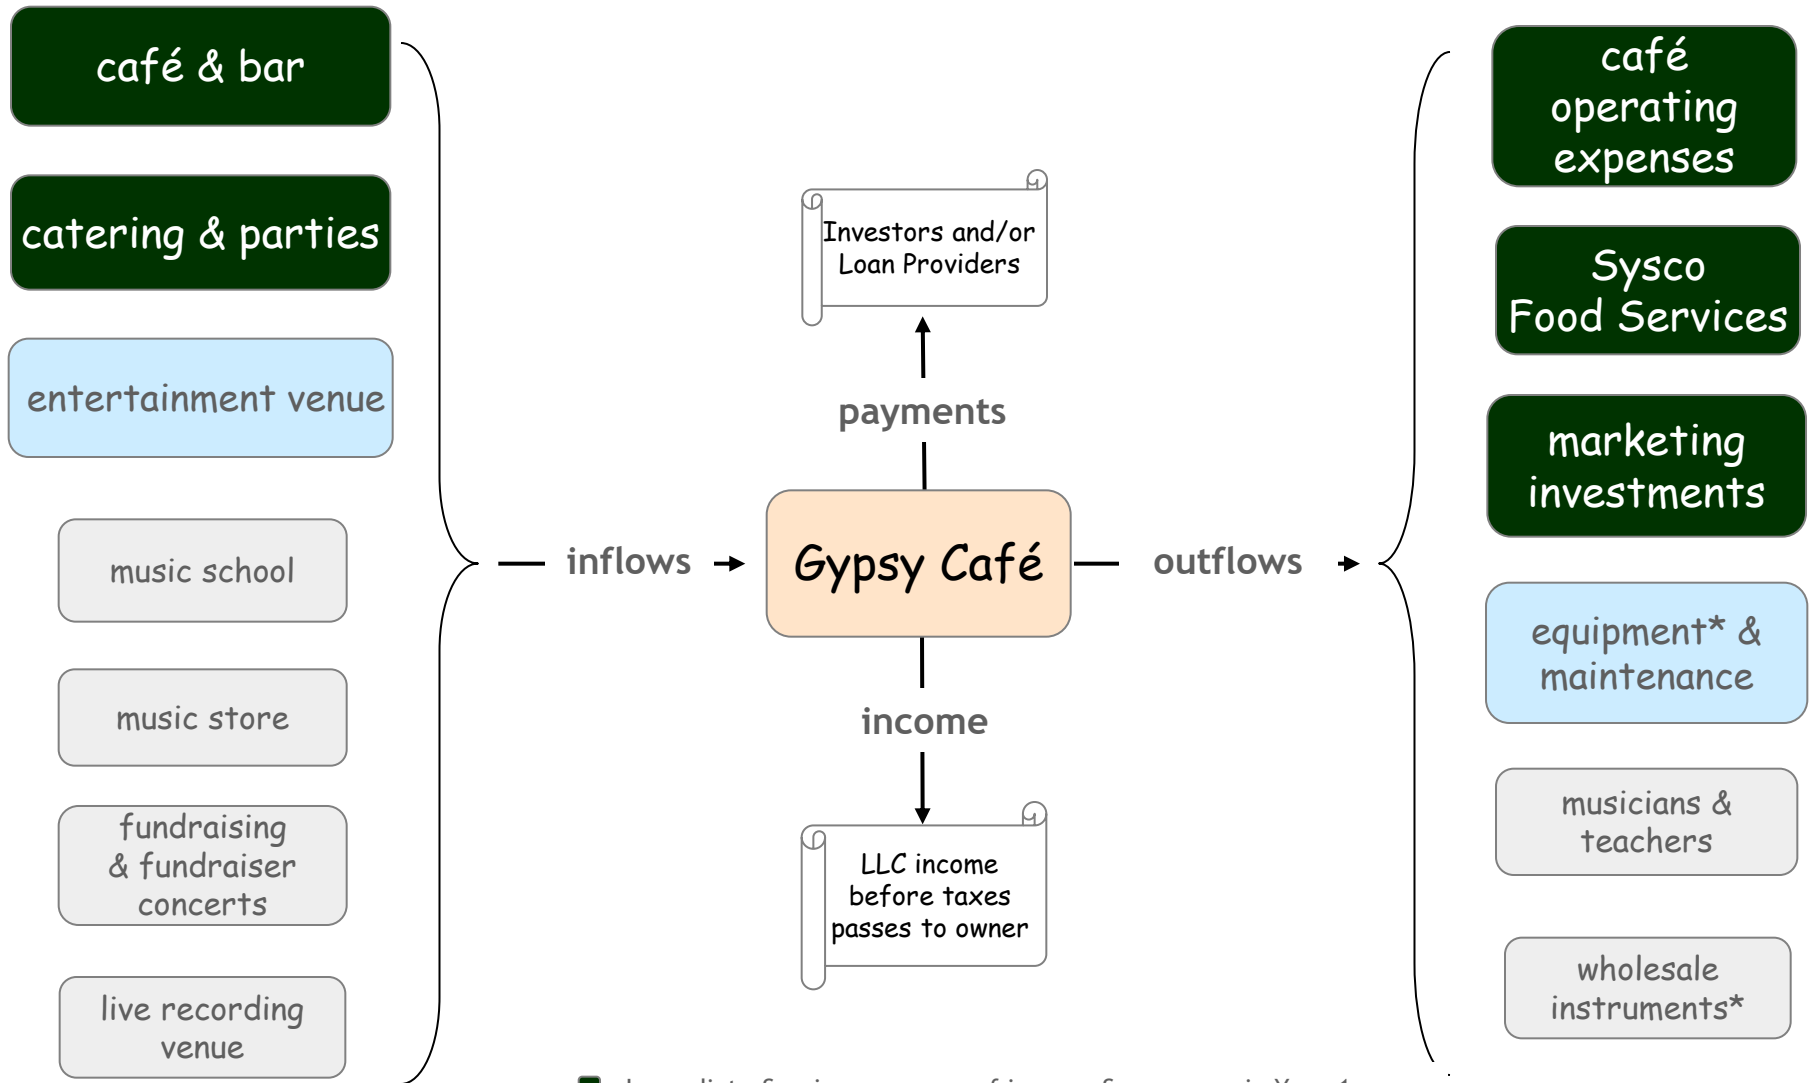 café & bar
catering & parties
entertainment venue
music school
music store
fundraising
& fundraiser
concerts
live recording
venue
inflows
Investors and/or
Loan Providers
payments
Gypsy Café
income
LLC income
before taxes
passes to owner
outflows
café
operating
expenses
Sysco
Food Services
marketing
investments
equipment* &
maintenance
musicians &
teachers
wholesale
instruments*